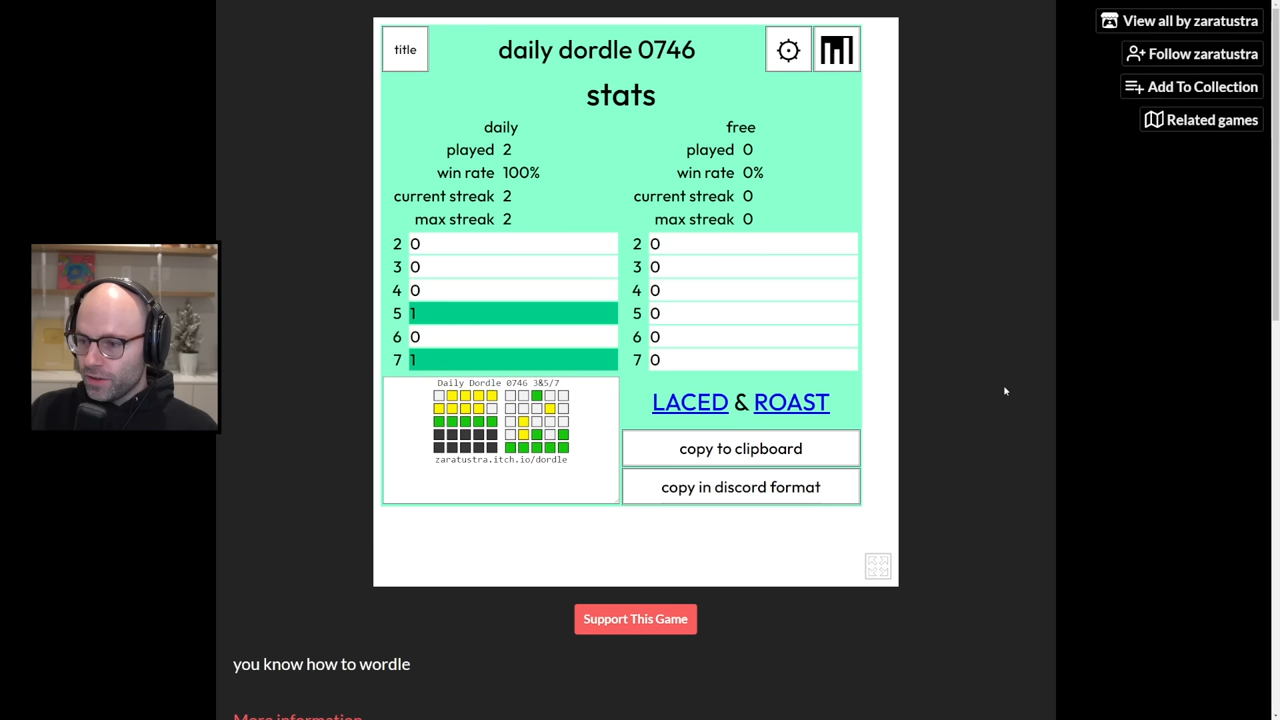 title
daily dordle 0746
stats
daily
played 2
win rate 100%
current streak 2
max streak 2
2 0
3 0
4 0
5 1
6 0
7 1
free
played 0
win rate 0%
current streak 0
max streak 0
2 0
3 0
4 0
5 0
6 0
7 0
Daily Dordle 0746 3&5/7
zaratustra.itch.io/dordle
LACED & ROAST
copy to clipboard
copy in discord format
Support This Game
you know how to wordle
More information
View all by zaratustra
Follow zaratustra
Add To Collection
Related games